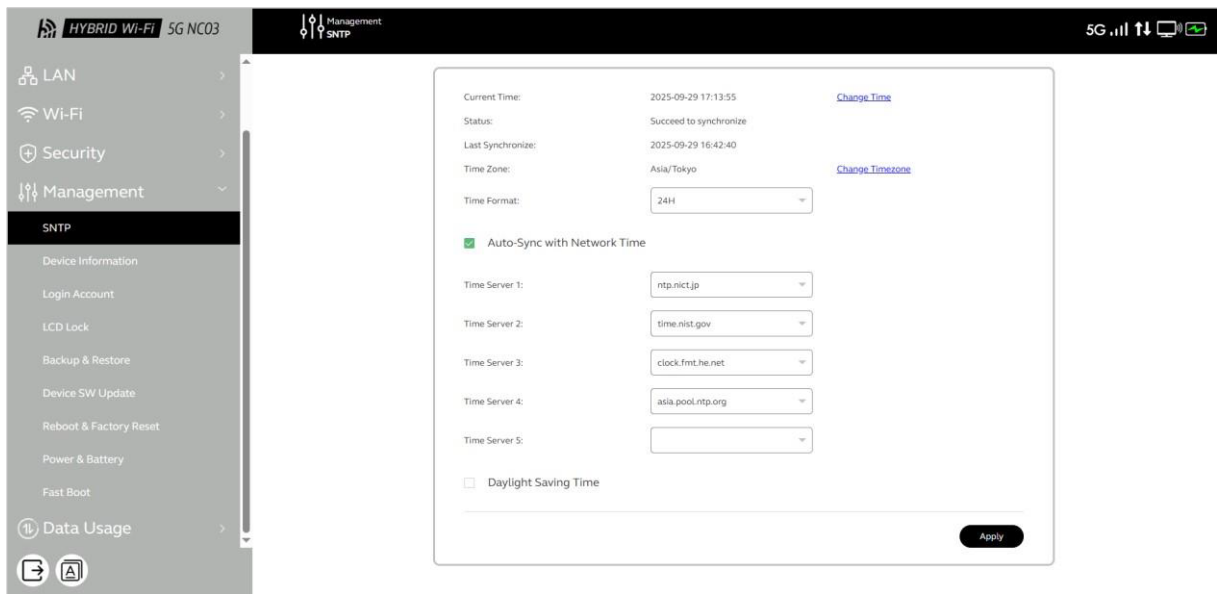 HYBRID Wi-Fi 5G NC03
Management
SNTP
5G
LAN
Wi-Fi
Security
Management
SNTP
Device Information
Login Account
LCD Lock
Backup & Restore
Device SW Update
Reboot & Factory Reset
Power & Battery
Fast Boot
Data Usage
A
Current Time: 2025-09-29 17:13:55 Change Time
Status: Succeed to synchronize
Last Synchronize: 2025-09-29 16:42:40
Time Zone: Asia/Tokyo Change Timezone
Time Format: 24H
Auto-Sync with Network Time
Time Server 1: ntp.nict.jp
Time Server 2: time.nist.gov
Time Server 3: clock.fmt.he.net
Time Server 4: asia.pool.ntp.org
Time Server 5:
Daylight Saving Time
Apply